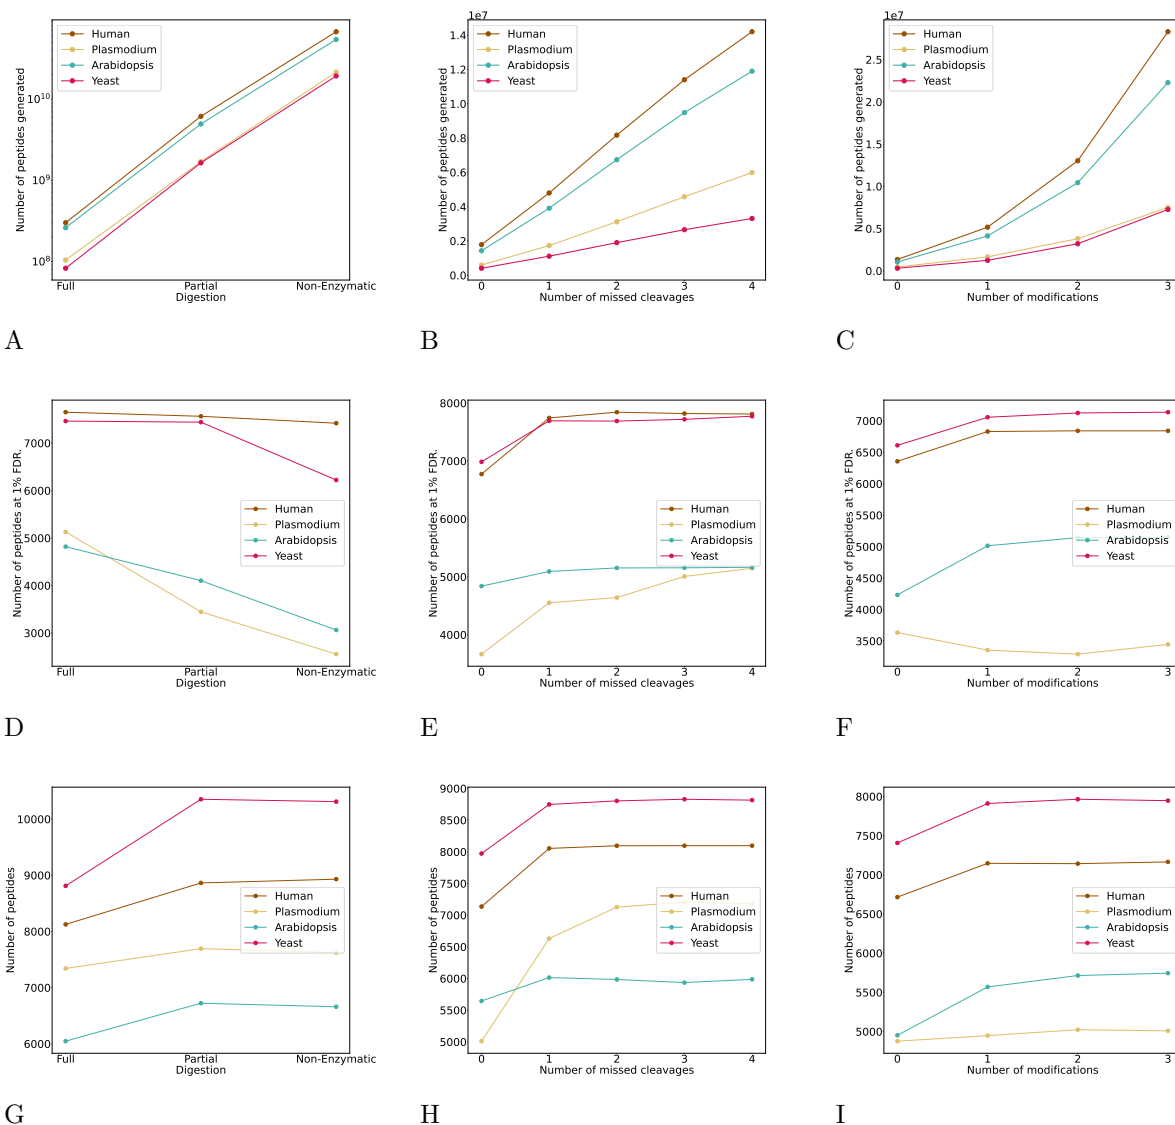 Number of peptides generated
10^10
10^9
10^8
Human
Plasmodium
Arabidopsis
Yeast
Full Partial Non-Enzymatic
Digestion
A
1e7
Number of peptides generated
1.4
1.2
1.0
0.8
0.6
0.4
0.2
0.0
Human
Plasmodium
Arabidopsis
Yeast
0 1 2 3 4
Number of missed cleavages
B
1e7
Number of peptides generated
2.5
2.0
1.5
1.0
0.5
0.0
Human
Plasmodium
Arabidopsis
Yeast
0 1 2 3
Number of modifications
C
Number of peptides at 1% FDR.
7000
6000
5000
4000
3000
Human
Plasmodium
Arabidopsis
Yeast
Full Partial Non-Enzymatic
Digestion
D
Number of peptides at 1% FDR.
8000
7000
6000
5000
4000
Human
Plasmodium
Arabidopsis
Yeast
0 1 2 3 4
Number of missed cleavages
E
Number of peptides at 1% FDR.
7000
6500
6000
5500
5000
4500
4000
3500
Human
Plasmodium
Arabidopsis
Yeast
0 1 2 3
Number of modifications
F
Number of peptides
10000
9000
8000
7000
6000
Human
Plasmodium
Arabidopsis
Yeast
Full Partial Non-Enzymatic
Digestion
G
Number of peptides
9000
8500
8000
7500
7000
6500
6000
5500
5000
Human
Plasmodium
Arabidopsis
Yeast
0 1 2 3 4
Number of missed cleavages
H
Number of peptides
8000
7500
7000
6500
6000
5500
5000
Human
Plasmodium
Arabidopsis
Yeast
0 1 2 3
Number of modifications
I